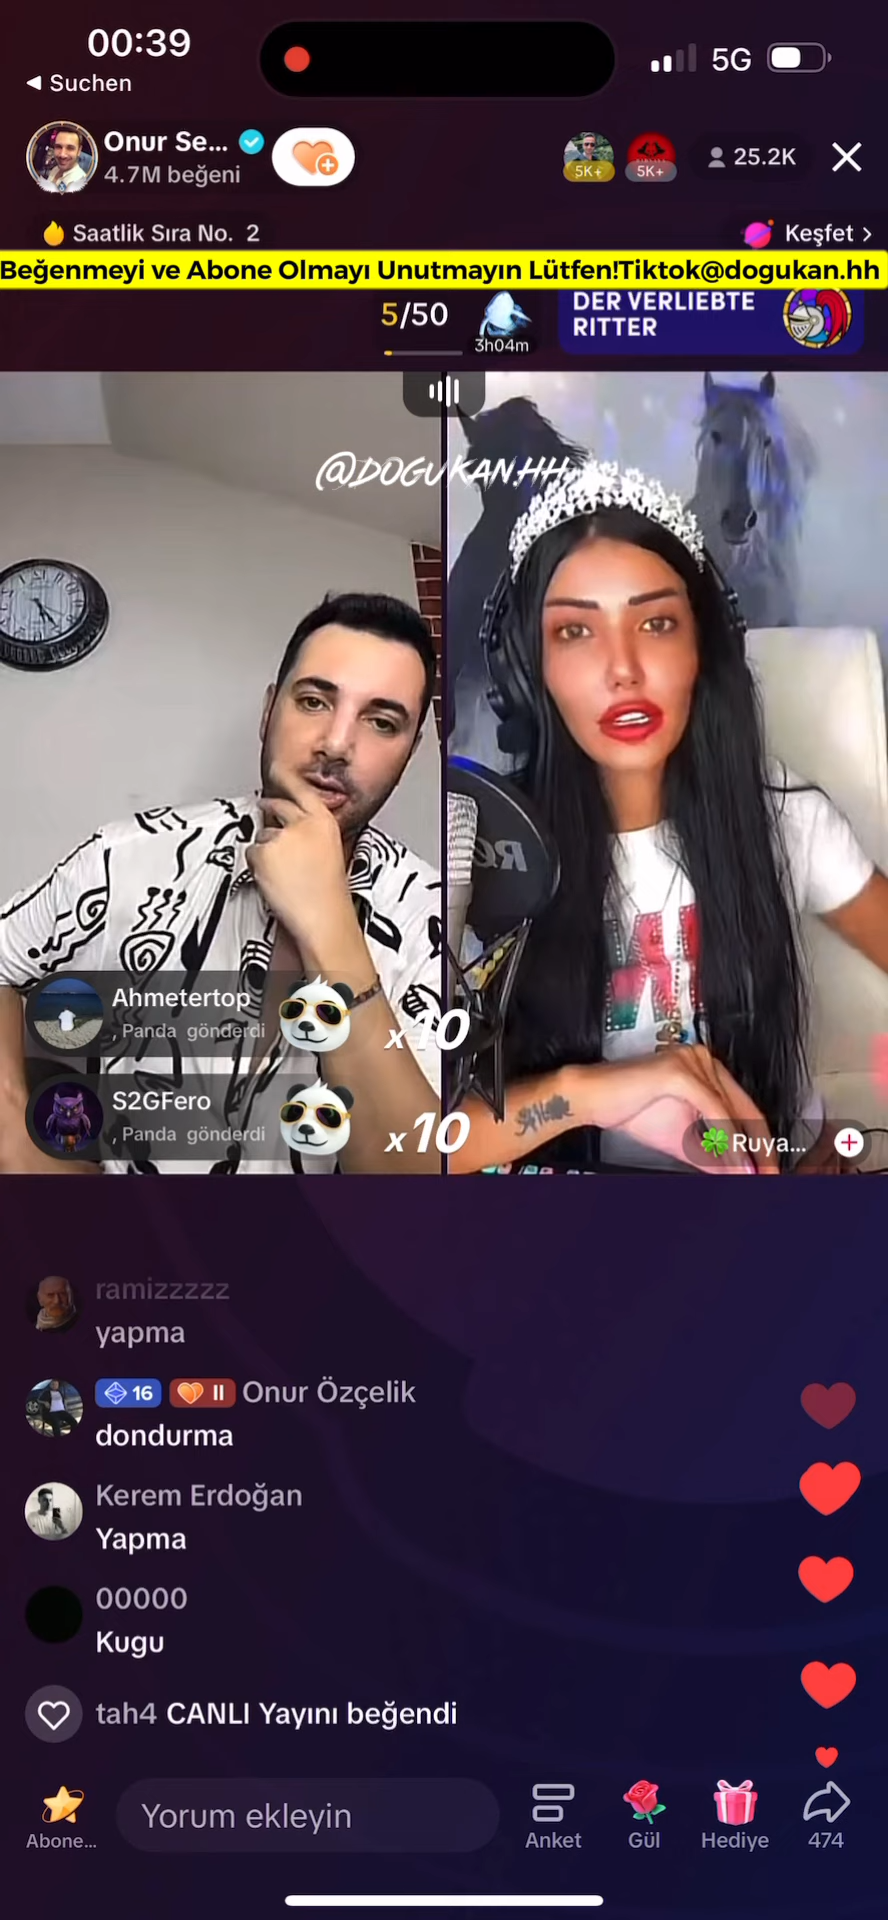 00:39
5G
◀ Suchen
Onur Se...
4.7M beğeni
5K+
5K+
25.2K
Saatlik Sıra No. 2
Keşfet >
Beğenmeyi ve Abone Olmayı Unutmayın Lütfen!Tiktok@dogukan.hh
5/50
3h04m
DER VERLIEBTE
RITTER
@DOGUKAN.HH
Ahmetertop
, Panda gönderdi
x10
S2GFero
, Panda gönderdi
x10
Ruya...
ramizzzzz
yapma
16 II Onur Özçelik
dondurma
Kerem Erdoğan
Yapma
00000
Kugu
tah4 CANLI Yayını beğendi
Abone...
Yorum ekleyin
Anket
Gül
Hediye
474